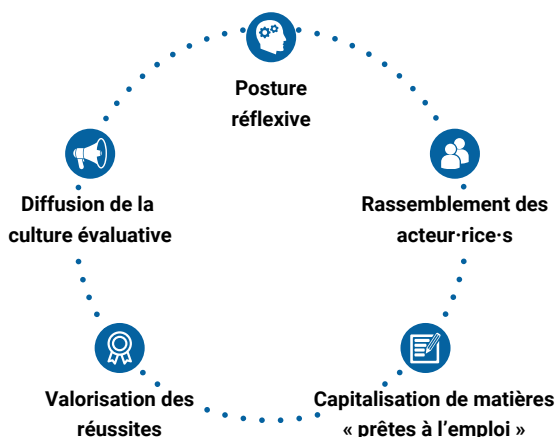 Posture
réflexive
Diffusion de la
culture évaluative
Rassemblement des
acteur·rice·s
Valorisation des
réussites
Capitalisation de matières
« prêtes à l'emploi »